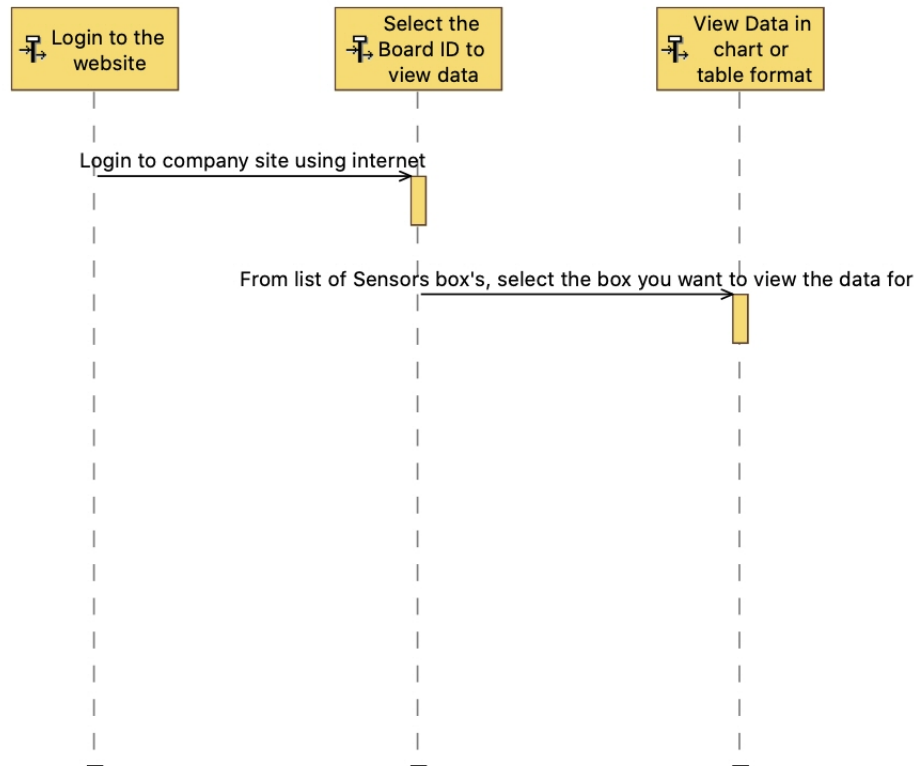 Login to the
website
Select the
Board ID to
view data
View Data in
chart or
table format
Login to company site using internet
From list of Sensors box's, select the box you want to view the data for